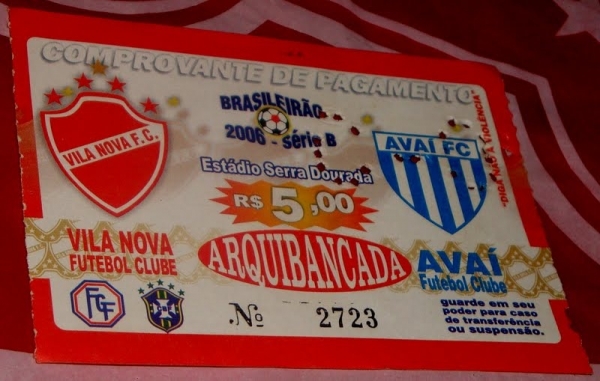 COMPROVANTE DE PAGAMENTO
BRASILEIRÃO
2006 - série B
VILA NOVA F.C.
AVAÍ FC
"DIGA NÃO À VIOLÊNCIA"
Estádio Serra Dourada
R$ 5,00
VILA NOVA
FUTEBOL CLUBE
ARQUIBANCADA
AVAÍ
Futebol Clube
CBF
Nº 2723
guarde em seu
poder para caso
de transferência
ou suspensão.